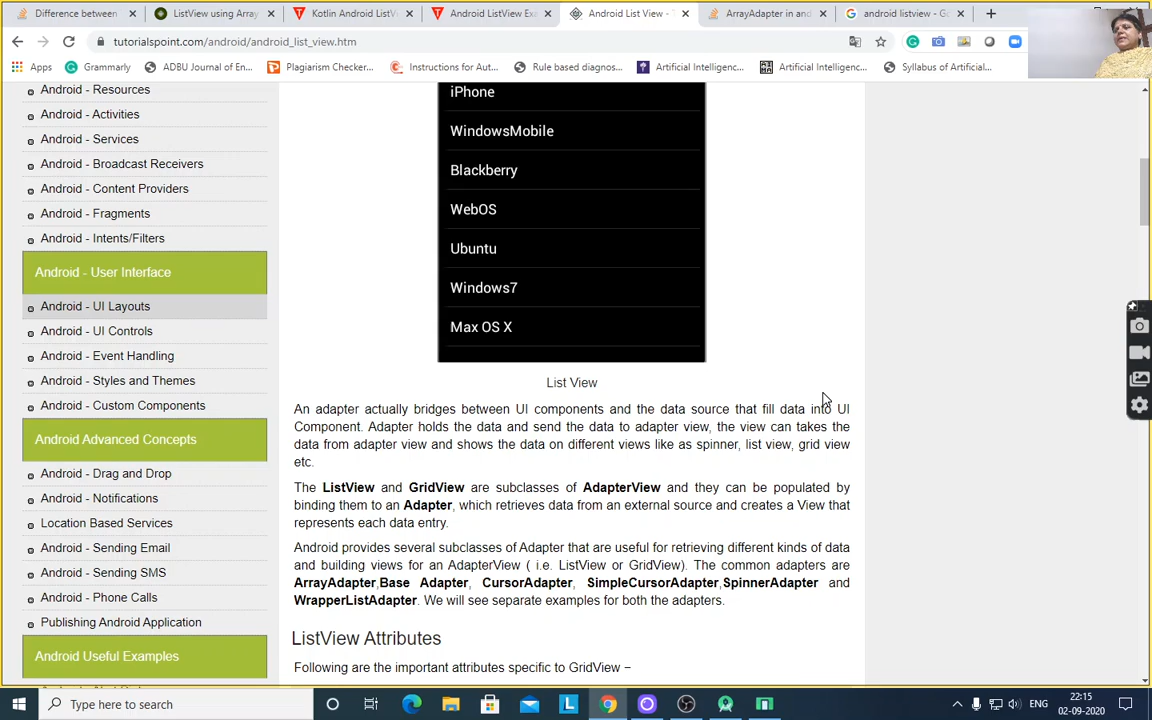 Difference between
ListView using Array
Kotlin Android ListV
Android ListView Exa
Android List View - 
ArrayAdapter in and
android listview - Go
tutorialspoint.com/android/android_list_view.htm
Apps
Grammarly
ADBU Journal of En...
Plagiarism Checker...
Instructions for Aut...
Rule based diagnos...
Artificial Intelligenc...
Artificial Intelligenc...
Syllabus of Artificial...
Android - Resources
Android - Activities
Android - Services
Android - Broadcast Receivers
Android - Content Providers
Android - Fragments
Android - Intents/Filters
Android - User Interface
Android - UI Layouts
Android - UI Controls
Android - Event Handling
Android - Styles and Themes
Android - Custom Components
Android Advanced Concepts
Android - Drag and Drop
Android - Notifications
Location Based Services
Android - Sending Email
Android - Sending SMS
Android - Phone Calls
Publishing Android Application
Android Useful Examples
iPhone
WindowsMobile
Blackberry
WebOS
Ubuntu
Windows7
Max OS X
List View
An adapter actually bridges between UI components and the data source that fill data into UI
Component. Adapter holds the data and send the data to adapter view, the view can takes the
data from adapter view and shows the data on different views like as spinner, list view, grid view
etc.
The ListView and GridView are subclasses of AdapterView and they can be populated by
binding them to an Adapter, which retrieves data from an external source and creates a View that
represents each data entry.
Android provides several subclasses of Adapter that are useful for retrieving different kinds of data
and building views for an AdapterView ( i.e. ListView or GridView). The common adapters are
ArrayAdapter,Base Adapter, CursorAdapter, SimpleCursorAdapter,SpinnerAdapter and
WrapperListAdapter. We will see separate examples for both the adapters.
ListView Attributes
Following are the important attributes specific to GridView −
Type here to search
ENG
22:15
02-09-2020